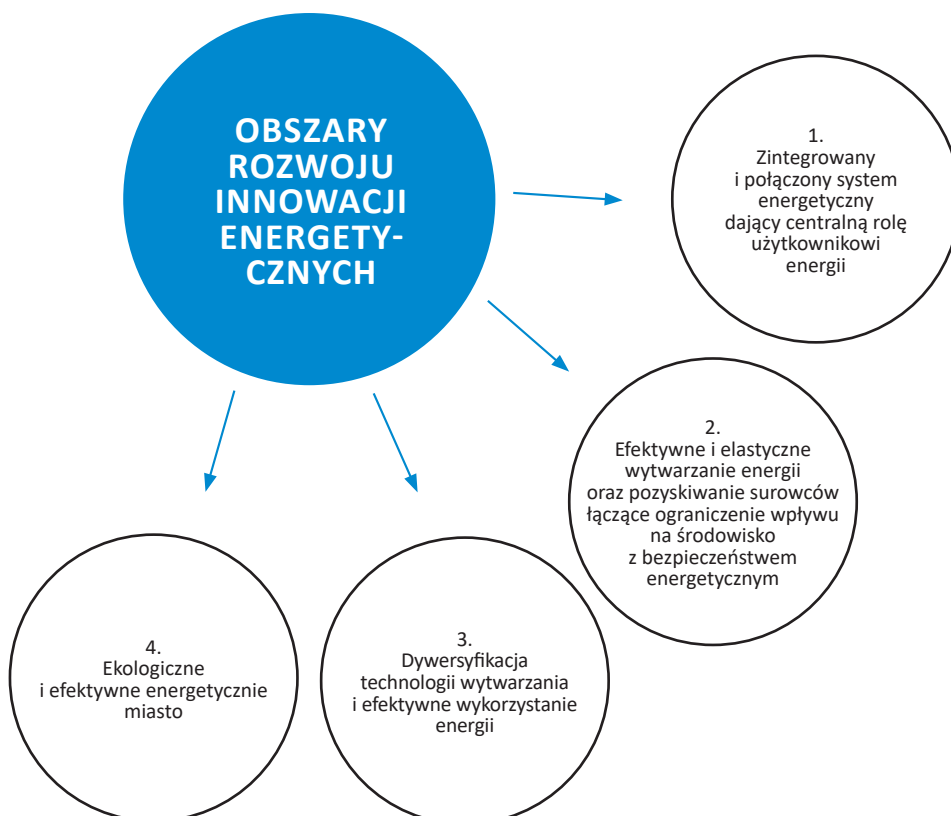 OBSZARY
ROZWOJU
INNOWACJI
ENERGETY-
CZNYCH
1.
Zintegrowany
i połączony system
energetyczny
dający centralną rolę
użytkownikowi
energii
2.
Efektywne i elastyczne
wytwarzanie energii
oraz pozyskiwanie surowców
łączące ograniczenie wpływu
na środowisko
z bezpieczeństwem
energetycznym
3.
Dywersyfikacja
technologii wytwarzania
i efektywne wykorzystanie
energii
4.
Ekologiczne
i efektywne energetycznie
miasto